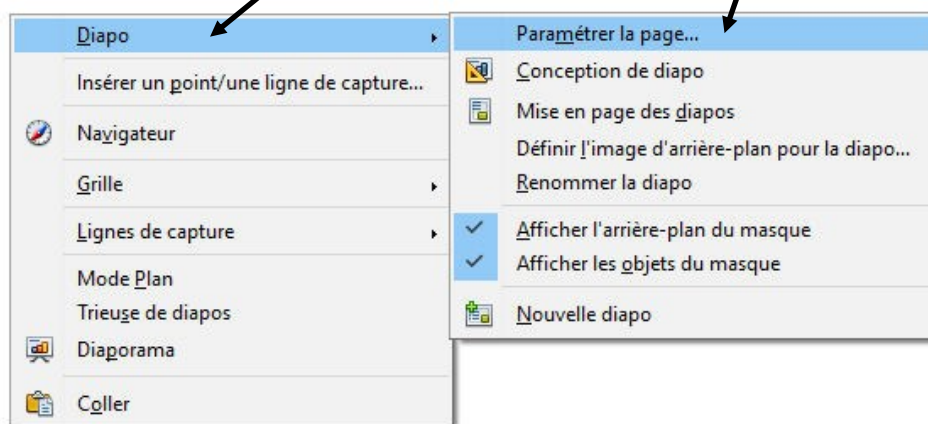 Diapo
Insérer un point/une ligne de capture...
Navigateur
Grille
Lignes de capture
Mode Plan
Trieuse de diapos
Diaporama
Coller
Paramétrer la page...
Conception de diapo
Mise en page des diapos
Définir l'image d'arrière-plan pour la diapo...
Renommer la diapo
Afficher l'arrière-plan du masque
Afficher les objets du masque
Nouvelle diapo